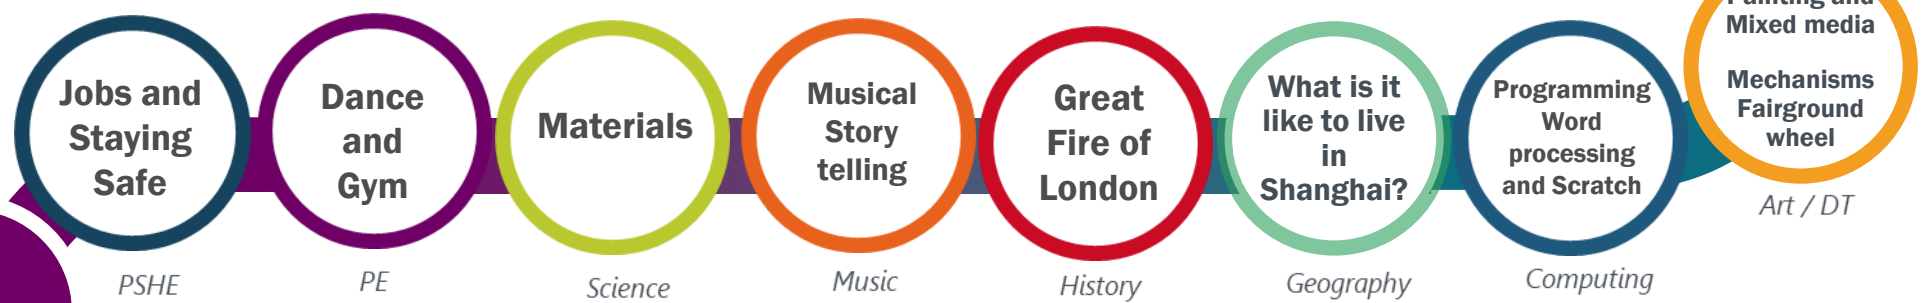 Jobs and
Staying
Safe
PSHE
Dance
and
Gym
PE
Materials
Science
Musical
Story
telling
Music
Great
Fire of
London
History
What is it
like to live
in
Shanghai?
Geography
Programming
Word
processing
and Scratch
Computing
Painting and
Mixed media
Mechanisms
Fairground
wheel
Art / DT